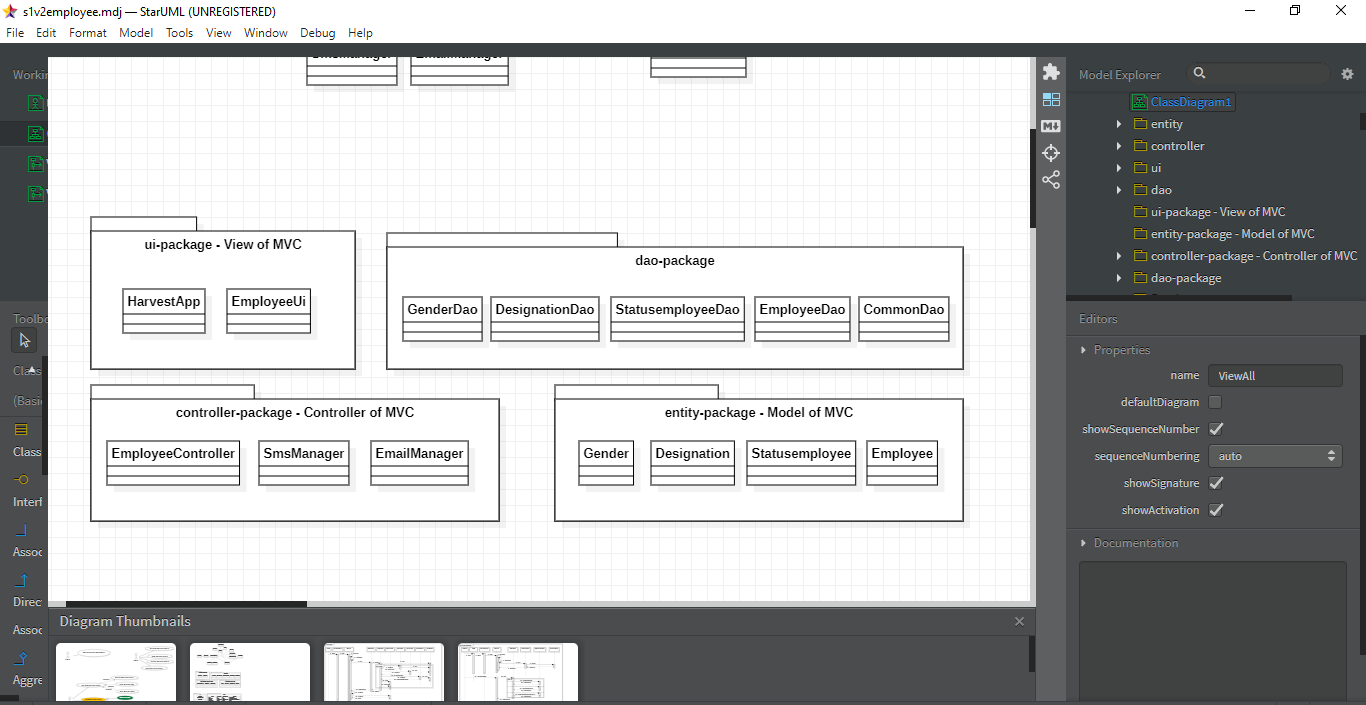 s1v2employee.mdj — StarUML (UNREGISTERED)
File Edit Format Model Tools View Window Debug Help
Model Explorer
ClassDiagram1
entity
controller
ui
dao
ui-package - View of MVC
entity-package - Model of MVC
controller-package - Controller of MVC
dao-package
ui-package - View of MVC
HarvestApp EmployeeUi
dao-package
GenderDao DesignationDao StatusemployeeDao EmployeeDao CommonDao
controller-package - Controller of MVC
EmployeeController SmsManager EmailManager
entity-package - Model of MVC
Gender Designation Statusemployee Employee
Class
Interf
Assoc
Direc
Assoc
Aggre
Editors
Properties
name ViewAll
defaultDiagram
showSequenceNumber
sequenceNumbering auto
showSignature
showActivation
Documentation
Diagram Thumbnails